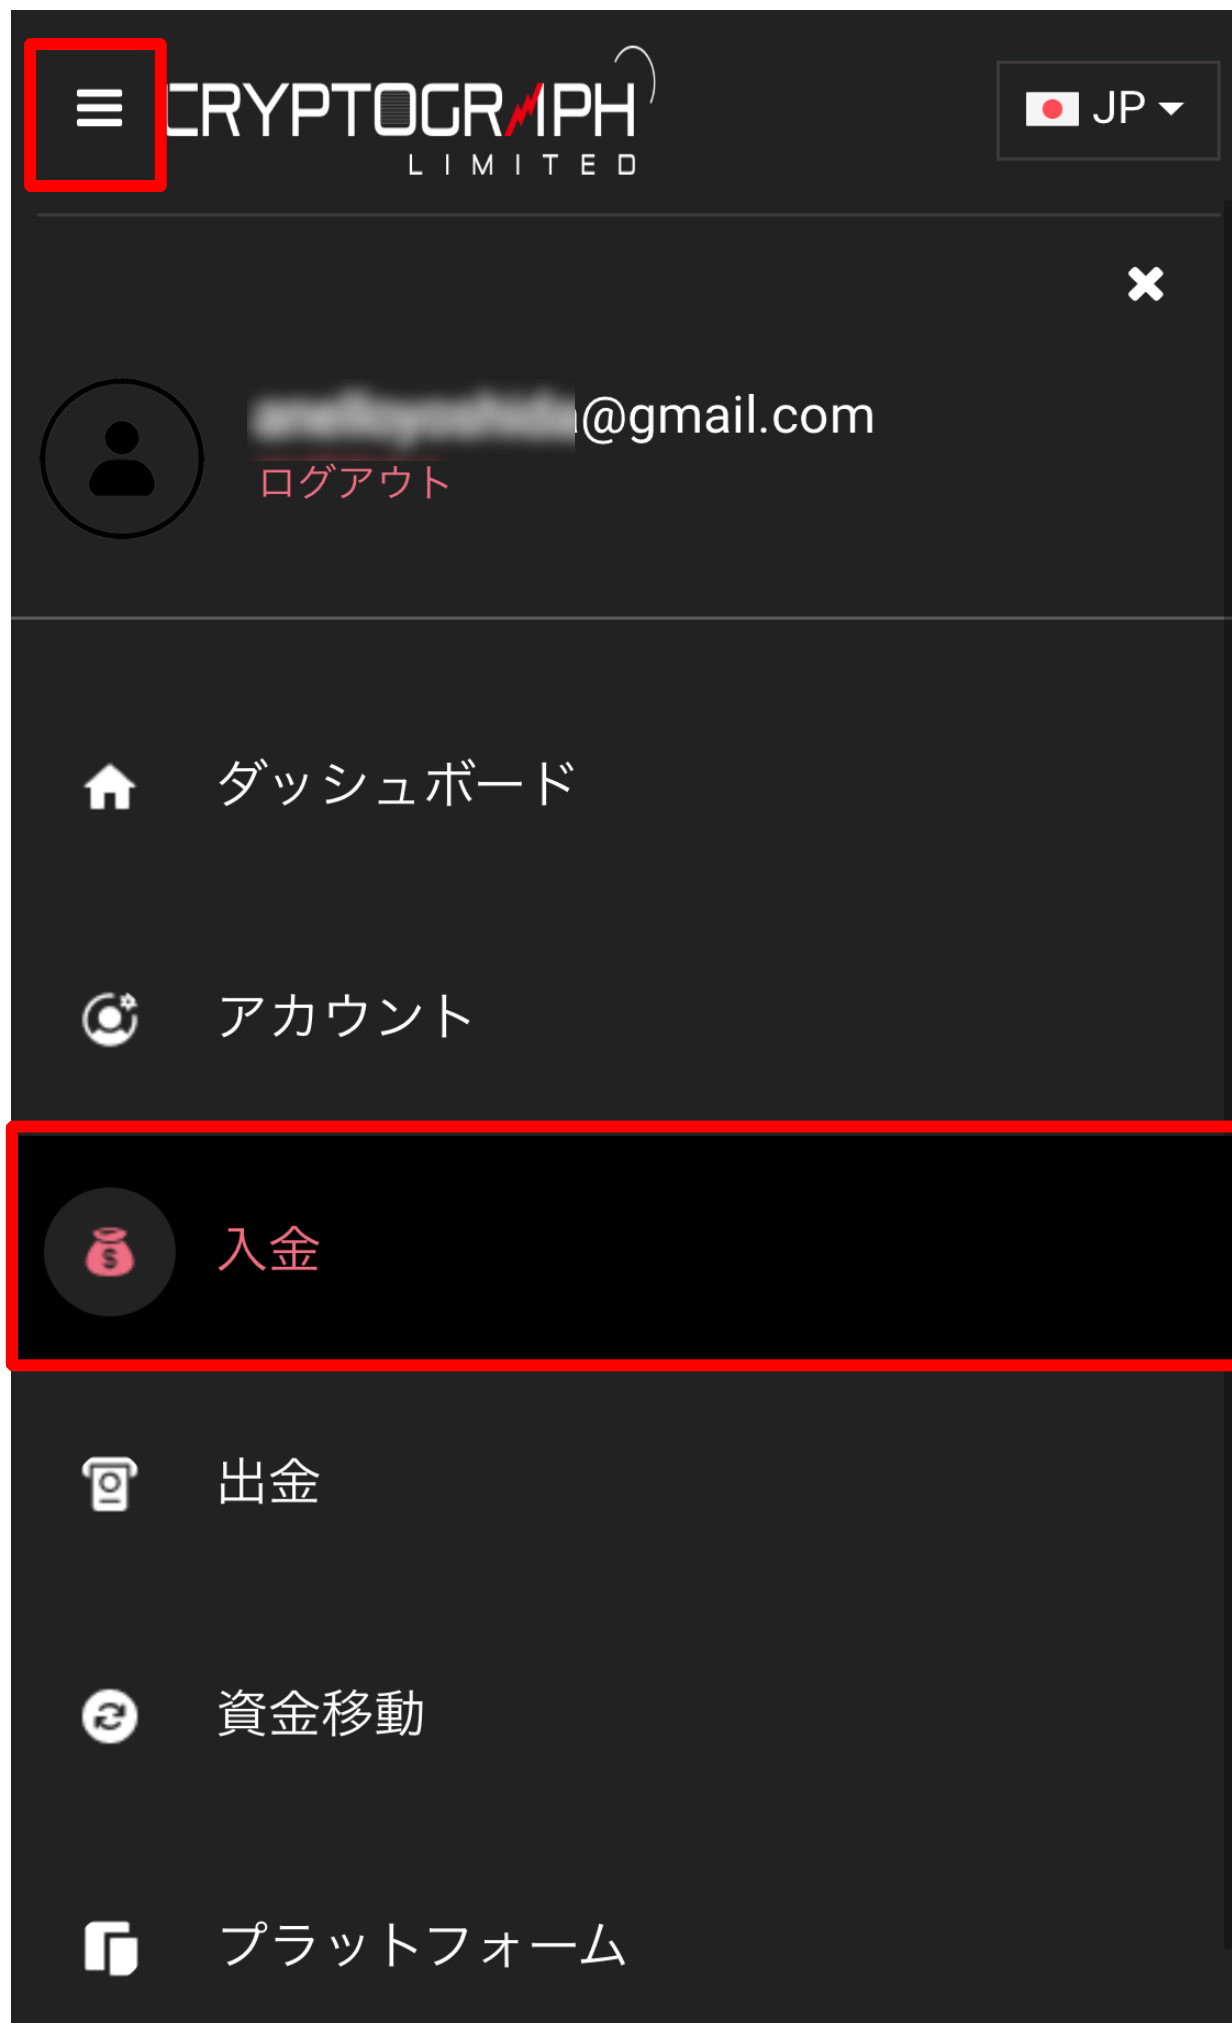 CRYPTOGRAPH
LIMITED
JP
@gmail.com
ログアウト
ダッシュボード
アカウント
入金
出金
資金移動
プラットフォーム